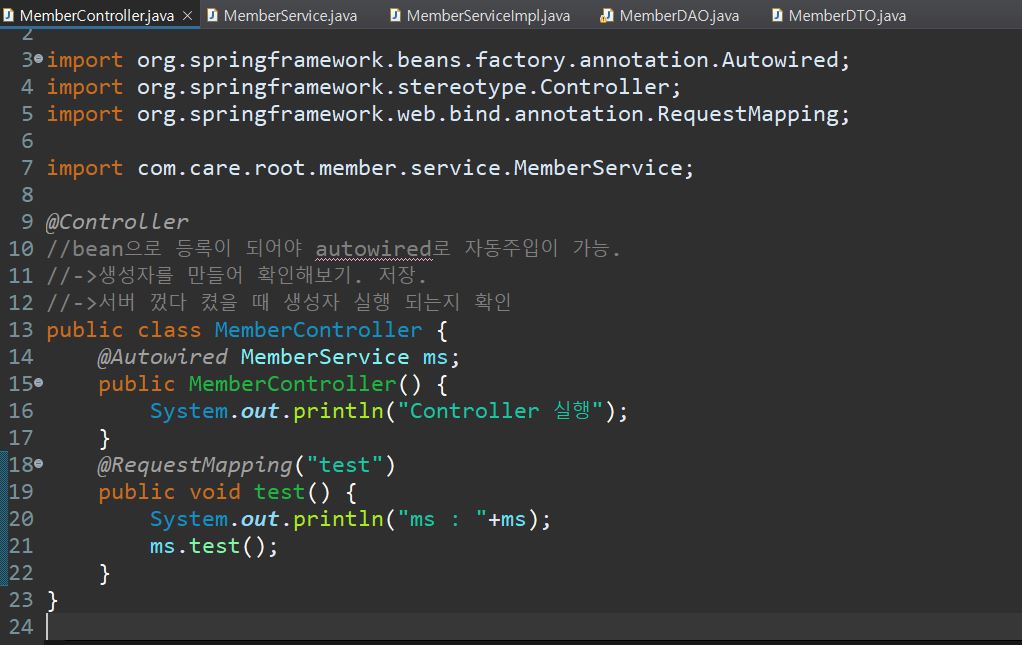 MemberController.java MemberService.java MemberServiceImpl.java MemberDAO.java MemberDTO.java
2
3 import org.springframework.beans.factory.annotation.Autowired;
4 import org.springframework.stereotype.Controller;
5 import org.springframework.web.bind.annotation.RequestMapping;
6
7 import com.care.root.member.service.MemberService;
8
9 @Controller
10 //bean으로 등록이 되어야 autowired로 자동주입이 가능.
11 //->생성자를 만들어 확인해보기. 저장.
12 //->서버 껐다 켰을 때 생성자 실행 되는지 확인
13 public class MemberController {
14     @Autowired MemberService ms;
15     public MemberController() {
16         System.out.println("Controller 실행");
17     }
18     @RequestMapping("test")
19     public void test() {
20         System.out.println("ms : "+ms);
21         ms.test();
22     }
23 }
24